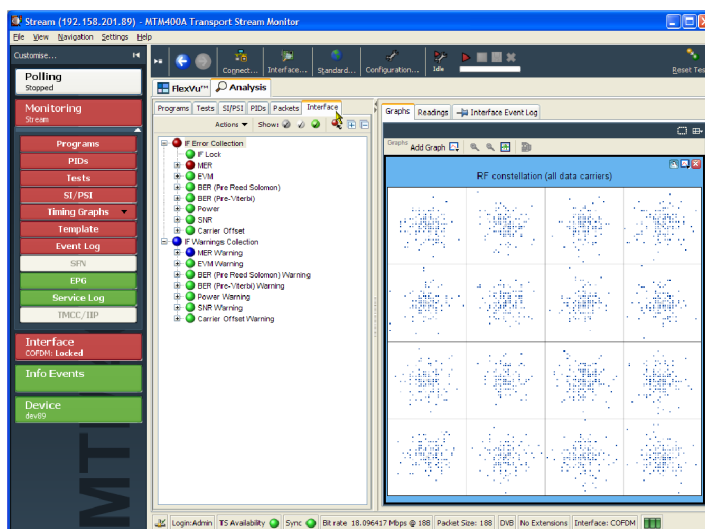 Stream (192.158.201.89) - MTM400A Transport Stream Monitor
File View Navigation Settings Help
Customise...
Polling
Stopped
Monitoring
Stream
Programs
PIDs
Tests
SI/PSI
Timing Graphs
Template
Event Log
SFN
EPG
Service Log
TMCC/IIP
Interface
COFDM: Locked
Info Events
Device
dev89
MTM
Connect... Interface... Standard... Configuration... Idle Reset Tes
FlexVu™ Analysis
Programs Tests SI/PSI PIDs Packets Interface
Actions Show:
IF Error Collection
IF Lock
MER
EVM
BER (Pre Reed Solomon)
BER (Pre-Viterbi)
Power
SNR
Carrier Offset
IF Warnings Collection
MER Warning
EVM Warning
BER (Pre Reed Solomon) Warning
BER (Pre-Viterbi) Warning
Power Warning
SNR Warning
Carrier Offset Warning
Graphs Readings Interface Event Log
Graphs Add Graph
RF constellation (all data carriers)
Login:Admin TS Availability Sync Bit rate 18.096417 Mbps @ 188 Packet Size: 188 DVB No Extensions Interface: COFDM